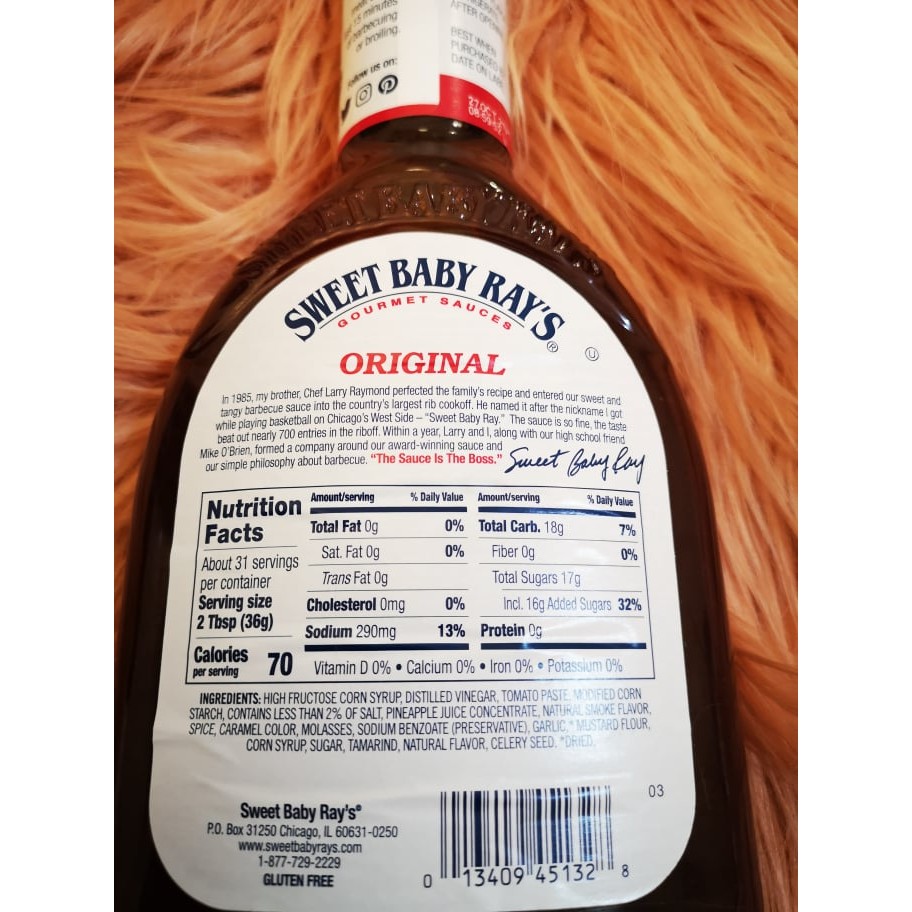 15 minutes
barbecuing
or broiling.
Follow us on:
AFTER
BEST WHEN
PURCHASED
DATE ON
SWEET BABY RAY'S
SWEET BABY RAY'S®
GOURMET SAUCES
Ⓤ
ORIGINAL
In 1985, my brother, Chef Larry Raymond perfected the family's recipe and entered our sweet and
tangy barbecue sauce into the country's largest rib cookoff. He named it after the nickname I got
while playing basketball on Chicago's West Side – "Sweet Baby Ray." The sauce is so fine, the taste
beat out nearly 700 entries in the riboff. Within a year, Larry and I, along with our high school friend
Mike O'Brien, formed a company around our award-winning sauce and
our simple philosophy about barbecue. "The Sauce Is The Boss." Sweet Baby Ray
Nutrition
Facts
About 31 servings
per container
Serving size
2 Tbsp (36g)
Calories
per serving 70
Amount/serving % Daily Value Amount/serving % Daily Value
Total Fat 0g 0% Total Carb. 18g 7%
Sat. Fat 0g 0% Fiber 0g 0%
Trans Fat 0g Total Sugars 17g
Cholesterol 0mg 0% Incl. 16g Added Sugars 32%
Sodium 290mg 13% Protein 0g
Vitamin D 0% • Calcium 0% • Iron 0% • Potassium 0%
INGREDIENTS: HIGH FRUCTOSE CORN SYRUP, DISTILLED VINEGAR, TOMATO PASTE, MODIFIED CORN
STARCH, CONTAINS LESS THAN 2% OF SALT, PINEAPPLE JUICE CONCENTRATE, NATURAL SMOKE FLAVOR,
SPICE, CARAMEL COLOR, MOLASSES, SODIUM BENZOATE (PRESERVATIVE), GARLIC,* MUSTARD FLOUR,
CORN SYRUP, SUGAR, TAMARIND, NATURAL FLAVOR, CELERY SEED. *DRIED.
03
Sweet Baby Ray's®
P.O. Box 31250 Chicago, IL 60631-0250
www.sweetbabyrays.com
1-877-729-2229
GLUTEN FREE
0 13409 45132 8